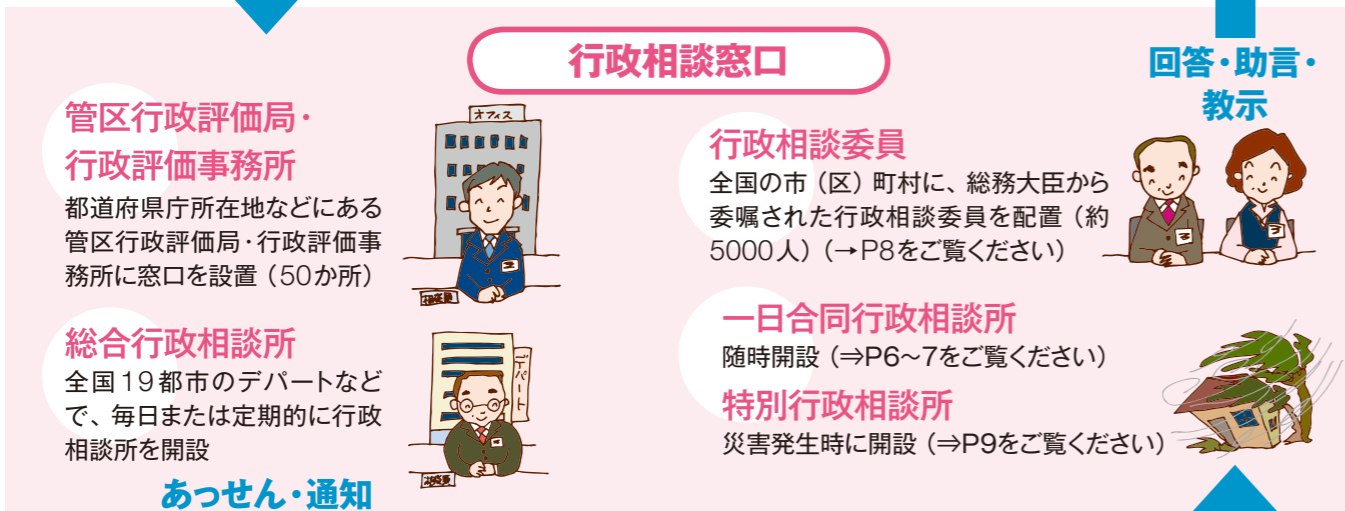 行政相談窓口
回答・助言・
教示
管区行政評価局・
行政評価事務所
都道府県庁所在地などにある
管区行政評価局・行政評価事
務所に窓口を設置（50か所）
オフィス
相談員
総合行政相談所
全国19都市のデパートなど
で、毎日または定期的に行政
相談所を開設
デパート
相談員
あっせん・通知
行政相談委員
全国の市（区）町村に、総務大臣から
委嘱された行政相談委員を配置（約
5000人）（→P8をご覧ください）
一日合同行政相談所
随時開設（⇒P6～7をご覧ください）
特別行政相談所
災害発生時に開設（⇒P9をご覧ください）